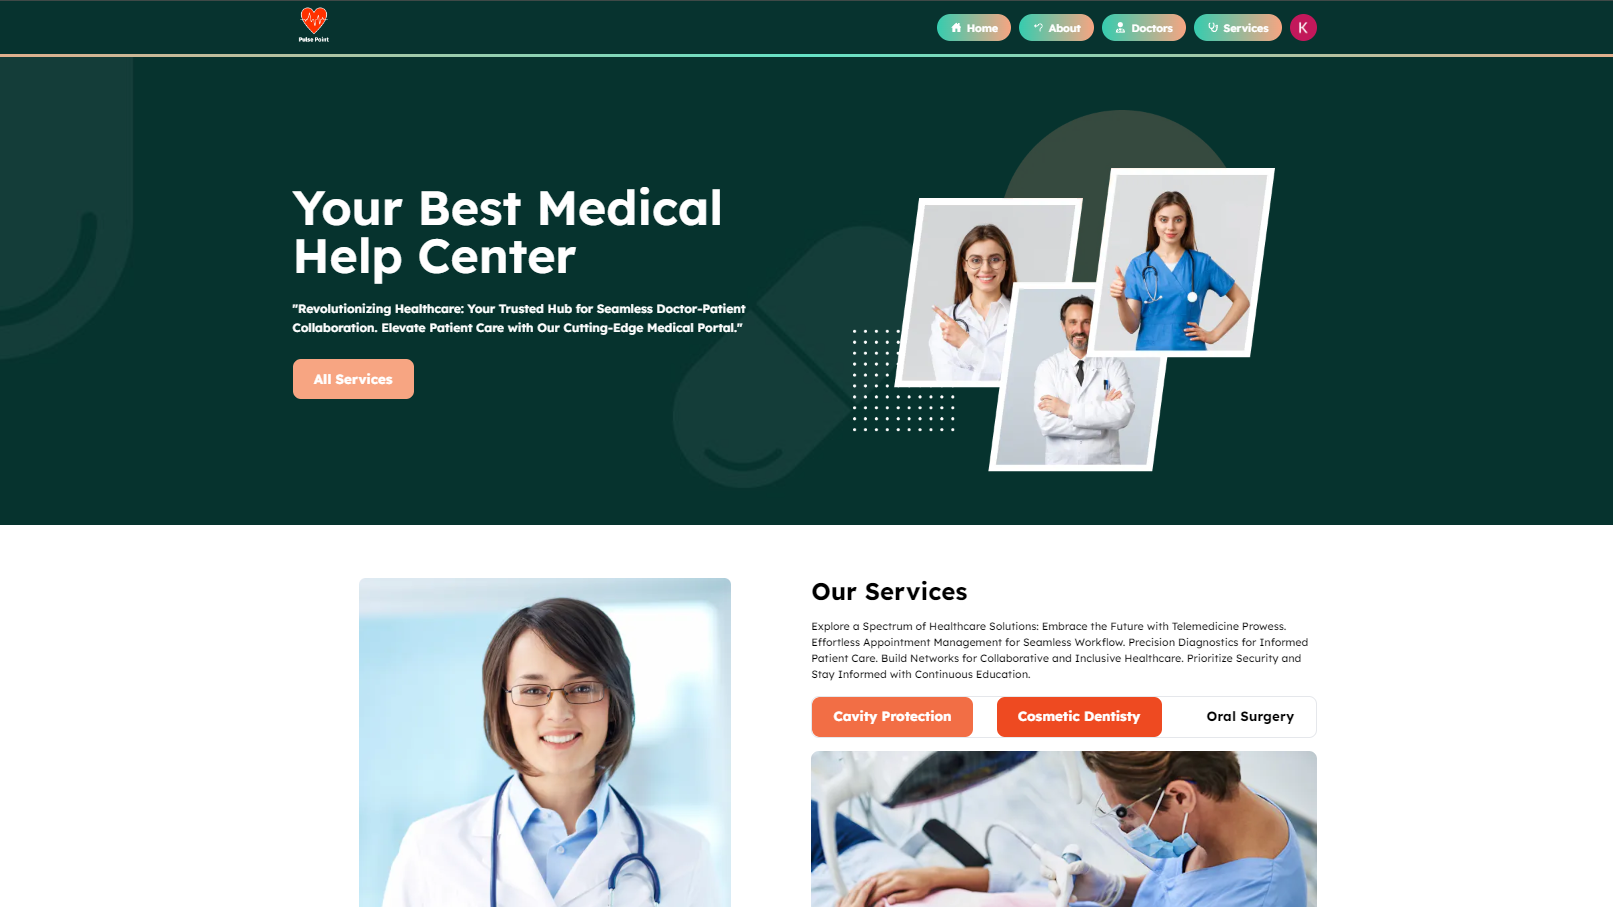 Pulse Point
Home
About
Doctors
Services
K
Your Best Medical
Help Center
"Revolutionizing Healthcare: Your Trusted Hub for Seamless Doctor-Patient
Collaboration. Elevate Patient Care with Our Cutting-Edge Medical Portal."
All Services
Our Services
Explore a Spectrum of Healthcare Solutions: Embrace the Future with Telemedicine Prowess.
Effortless Appointment Management for Seamless Workflow. Precision Diagnostics for Informed
Patient Care. Build Networks for Collaborative and Inclusive Healthcare. Prioritize Security and
Stay Informed with Continuous Education.
Cavity Protection
Cosmetic Dentisty
Oral Surgery